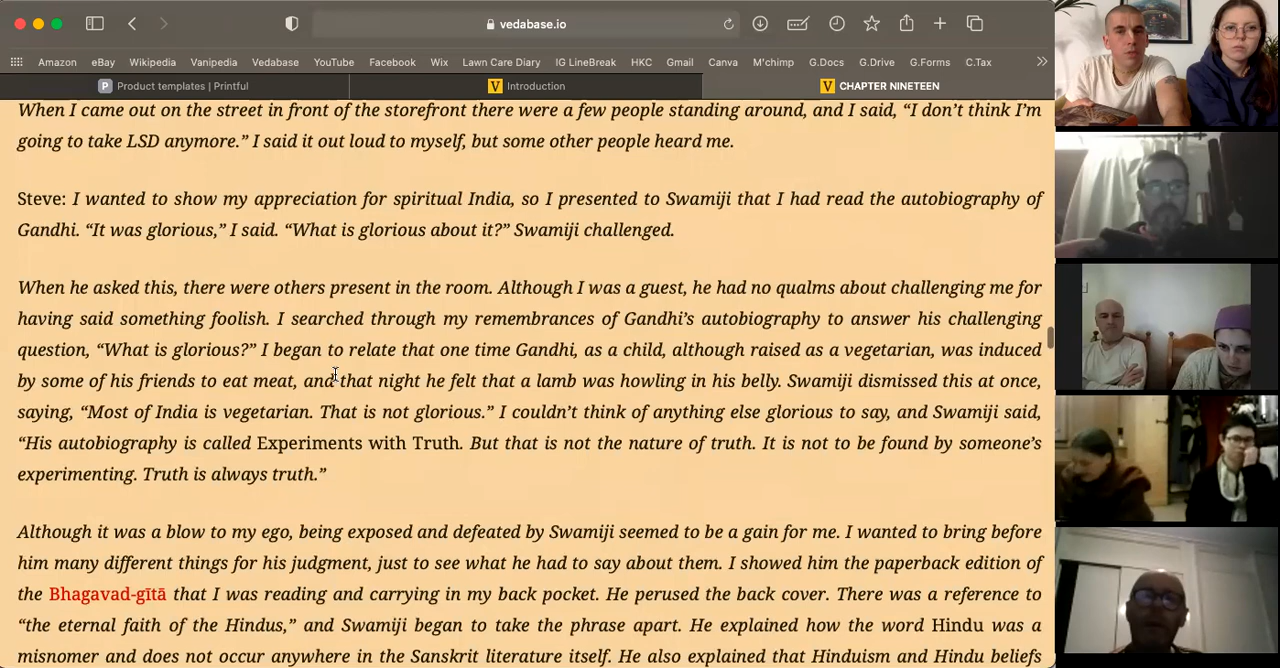 vedabase.io
Amazon eBay Wikipedia Vanipedia Vedabase YouTube Facebook Wix Lawn Care Diary IG LineBreak HKC Gmail Canva M'chimp G.Docs G.Drive G.Forms C.Tax
Product templates | Printful Introduction CHAPTER NINETEEN
When I came out on the street in front of the storefront there were a few people standing around, and I said, “I don’t think I’m
going to take LSD anymore.” I said it out loud to myself, but some other people heard me.
Steve: I wanted to show my appreciation for spiritual India, so I presented to Swamiji that I had read the autobiography of
Gandhi. “It was glorious,” I said. “What is glorious about it?” Swamiji challenged.
When he asked this, there were others present in the room. Although I was a guest, he had no qualms about challenging me for
having said something foolish. I searched through my remembrances of Gandhi’s autobiography to answer his challenging
question, “What is glorious?” I began to relate that one time Gandhi, as a child, although raised as a vegetarian, was induced
by some of his friends to eat meat, and that night he felt that a lamb was howling in his belly. Swamiji dismissed this at once,
saying, “Most of India is vegetarian. That is not glorious.” I couldn’t think of anything else glorious to say, and Swamiji said,
“His autobiography is called Experiments with Truth. But that is not the nature of truth. It is not to be found by someone’s
experimenting. Truth is always truth.”
Although it was a blow to my ego, being exposed and defeated by Swamiji seemed to be a gain for me. I wanted to bring before
him many different things for his judgment, just to see what he had to say about them. I showed him the paperback edition of
the Bhagavad-gītā that I was reading and carrying in my back pocket. He perused the back cover. There was a reference to
“the eternal faith of the Hindus,” and Swamiji began to take the phrase apart. He explained how the word Hindu was a
misnomer and does not occur anywhere in the Sanskrit literature itself. He also explained that Hinduism and Hindu beliefs